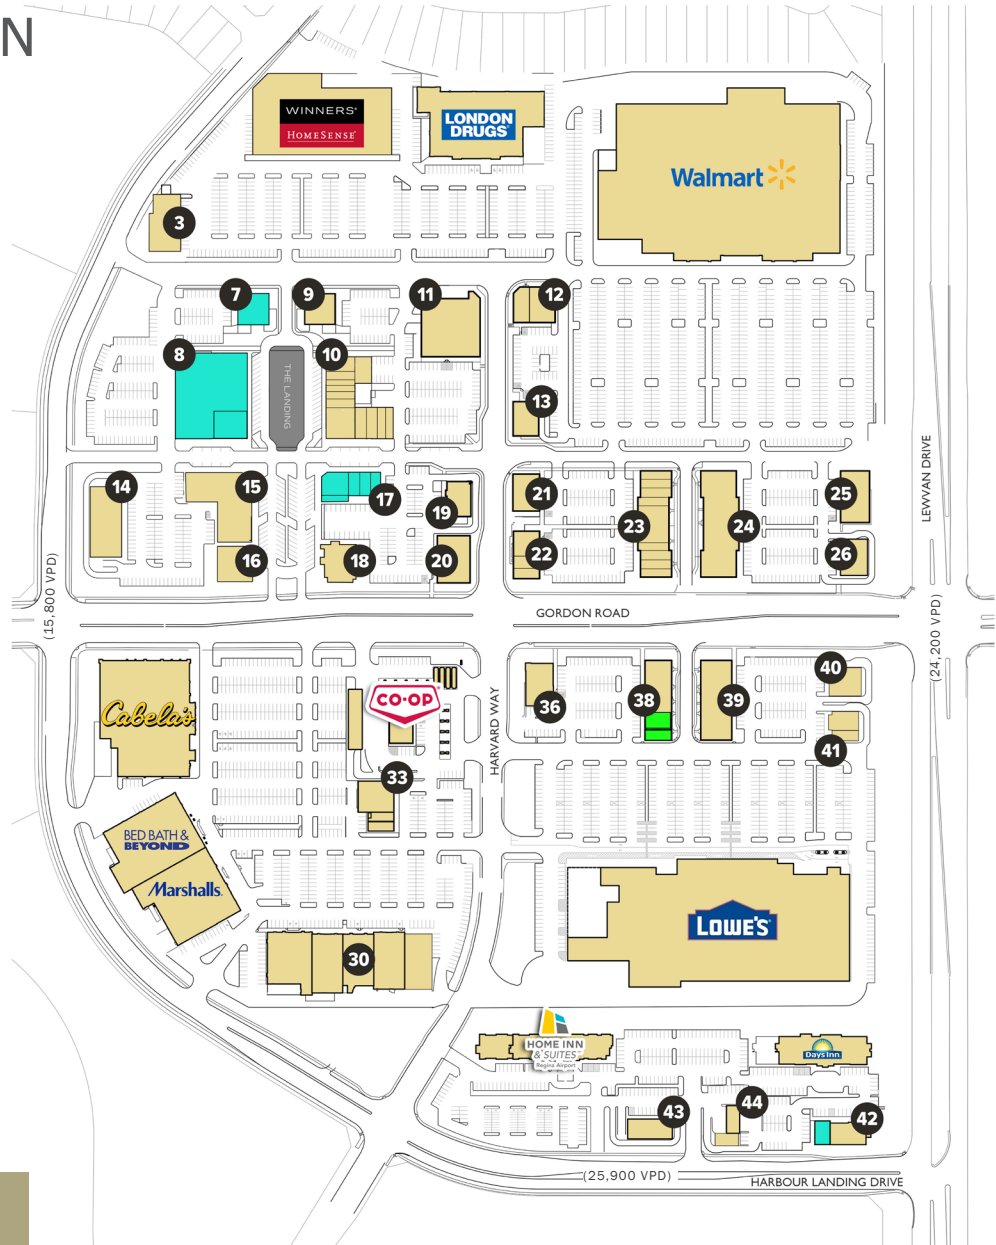 N
WINNERS
HOMESENSE
LONDON
DRUGS
Walmart
3
7
9
11
12
8
10
THE LANDING
13
14
15
17
19
16
18
20
21
22
23
24
25
26
LEWVAN DRIVE
(15,800 VPD)
GORDON ROAD
(24,200 VPD)
Cabela's
CO·OP
HARVARD WAY
36
38
39
40
41
33
BED BATH &
BEYOND
Marshalls.
LOWE'S
30
HOME INN
& SUITES
Regina Airport
Days Inn
43
44
42
(25,900 VPD)
HARBOUR LANDING DRIVE